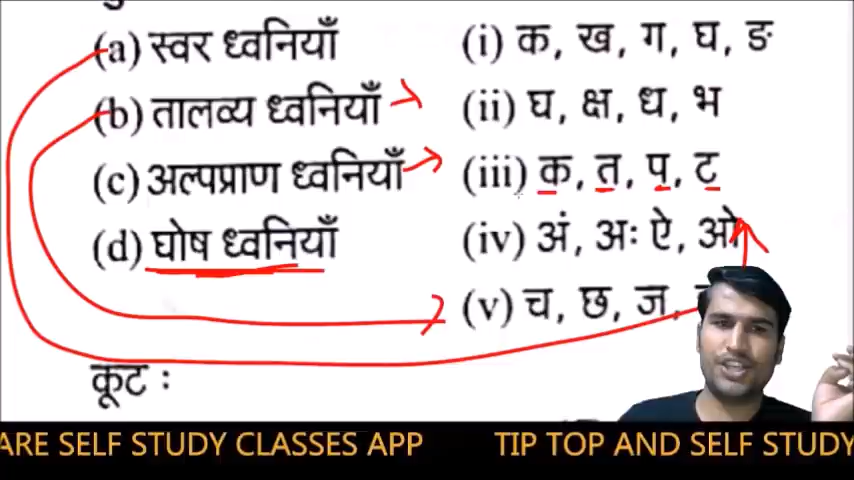 (a) स्वर ध्वनियाँ (i) क, ख, ग, घ, ङ
(b) तालव्य ध्वनियाँ (ii) घ, क्ष, ध, भ
(c) अल्पप्राण ध्वनियाँ (iii) क, त, प, ट
(d) घोष ध्वनियाँ (iv) अं, अः ऐ, ओ
(v) च, छ, ज,
कूट :
ARE SELF STUDY CLASSES APP TIP TOP AND SELF STUDY